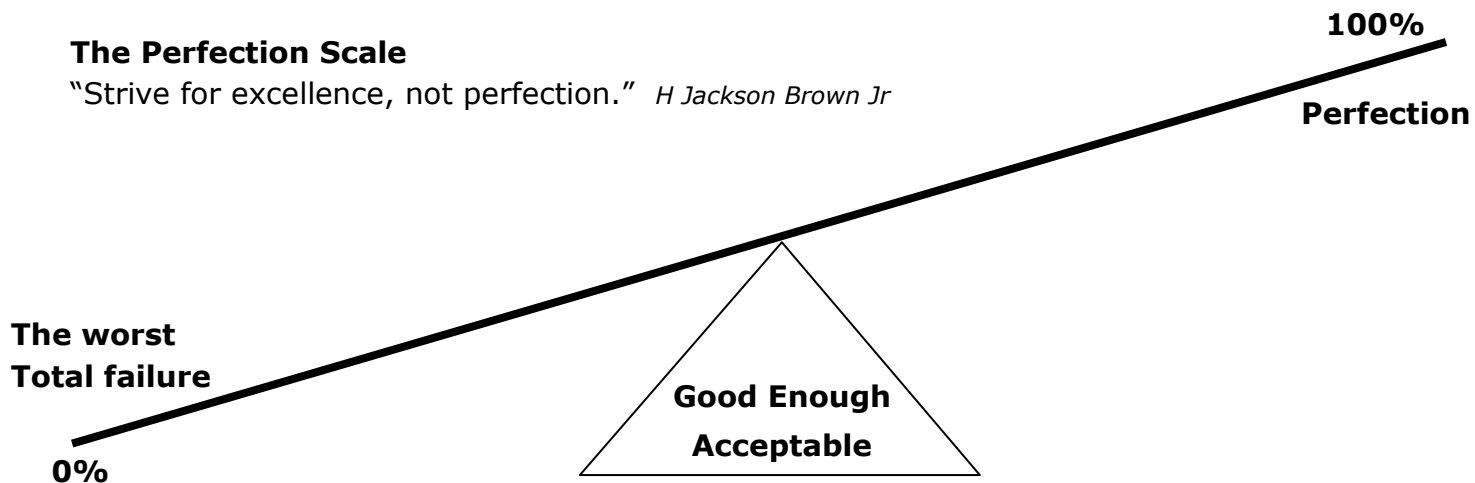 100%
The Perfection Scale
“Strive for excellence, not perfection.” H Jackson Brown Jr
Perfection
The worst
Total failure
Good Enough
Acceptable
0%